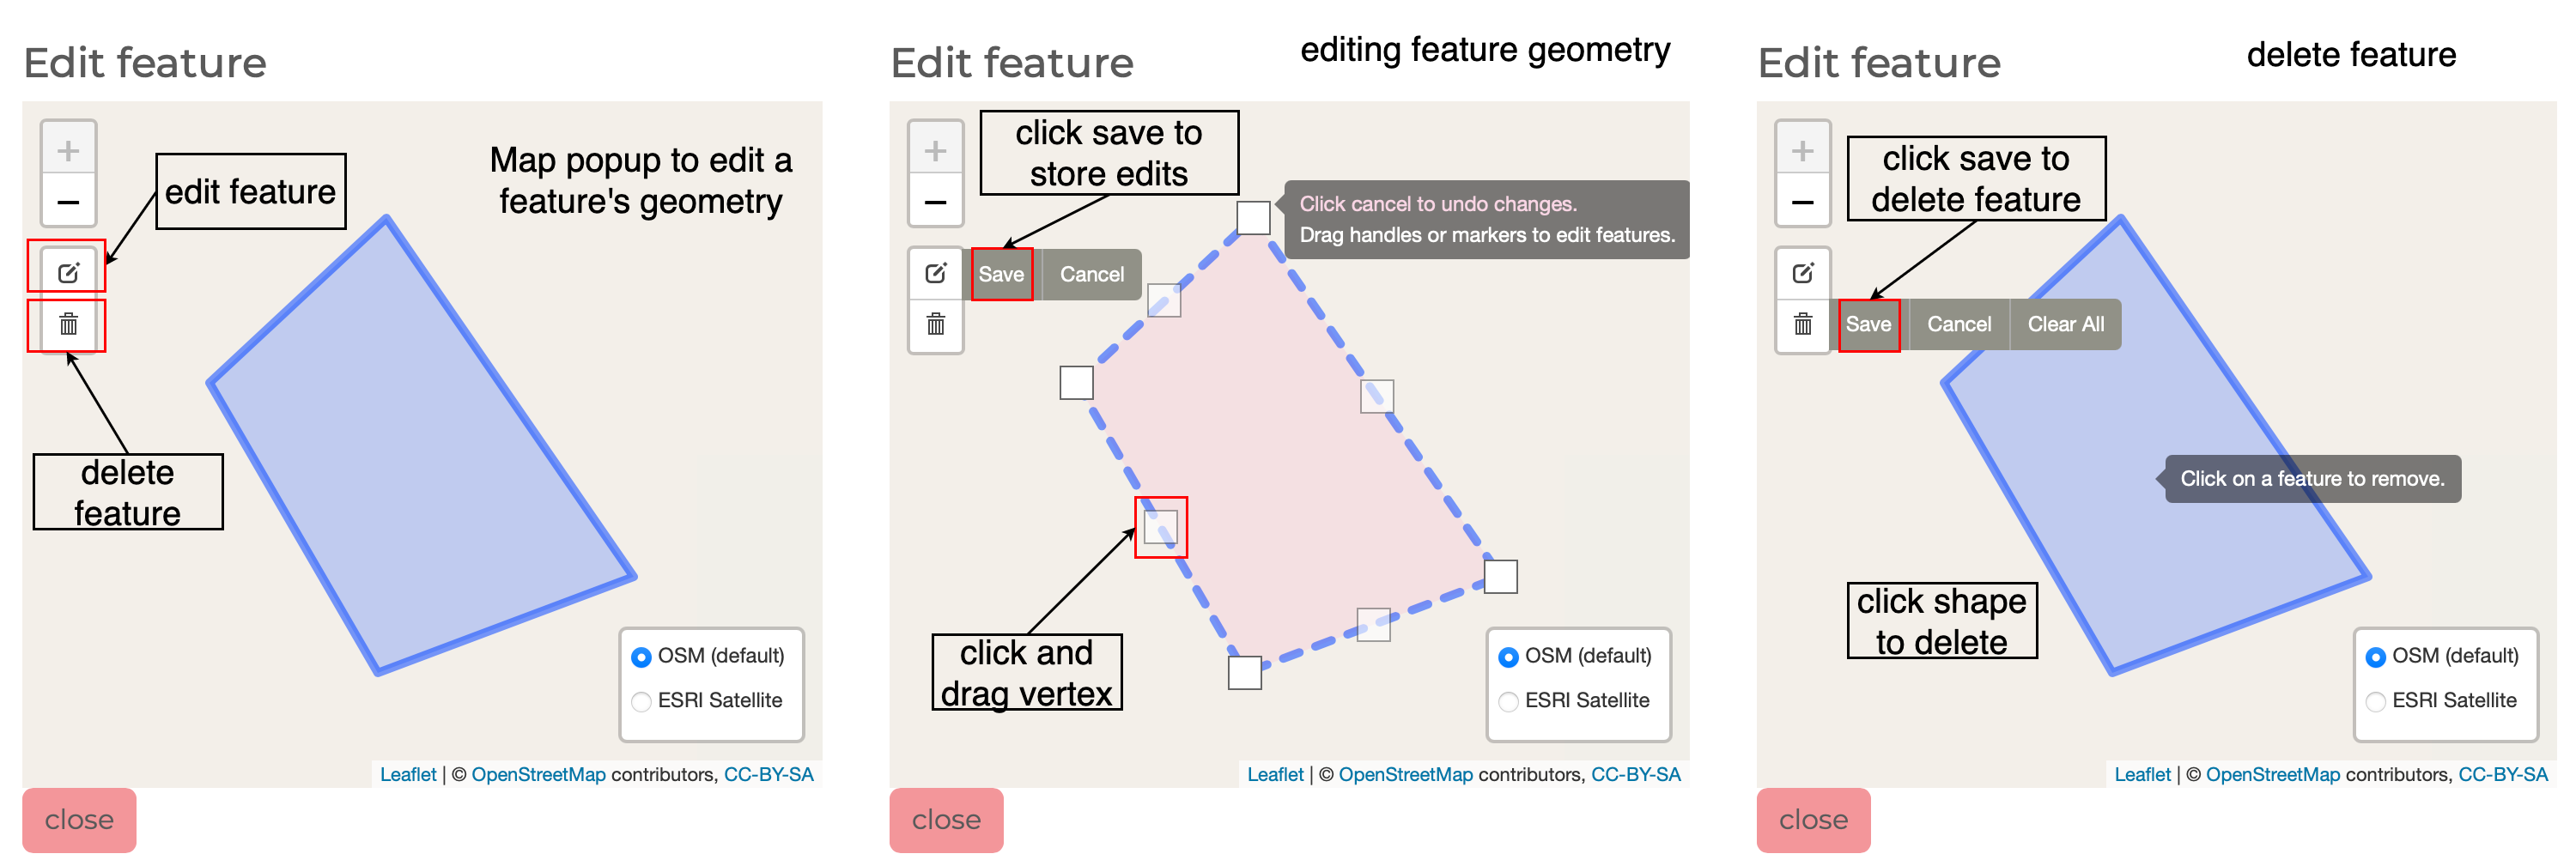 Edit feature
+
−
edit feature
Map popup to edit a
feature's geometry
delete
feature
OSM (default)
ESRI Satellite
Leaflet | © OpenStreetMap contributors, CC-BY-SA
close
Edit feature
editing feature geometry
+
−
click save to
store edits
Click cancel to undo changes.
Drag handles or markers to edit features.
Save
Cancel
click and
drag vertex
OSM (default)
ESRI Satellite
Leaflet | © OpenStreetMap contributors, CC-BY-SA
close
Edit feature
delete feature
+
−
click save to
delete feature
Save
Cancel
Clear All
Click on a feature to remove.
click shape
to delete
OSM (default)
ESRI Satellite
Leaflet | © OpenStreetMap contributors, CC-BY-SA
close